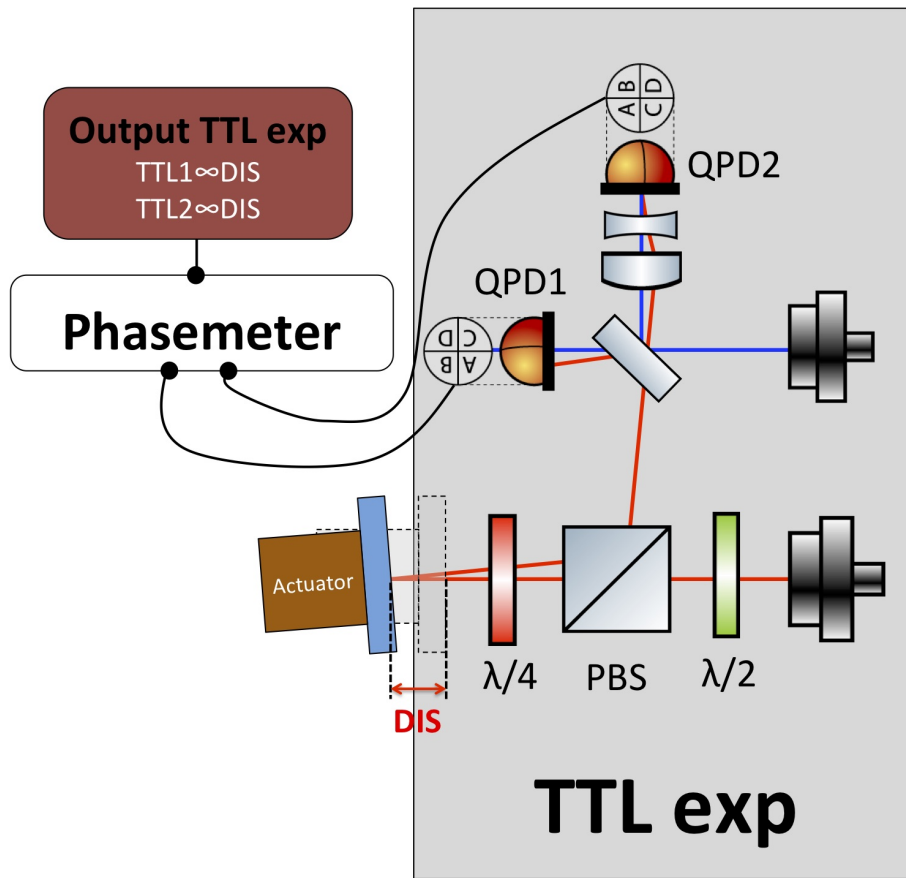 Output TTL exp
TTL1∞DIS
TTL2∞DIS
Phasemeter
A B
C D
QPD2
QPD1
A B
C D
Actuator
DIS
λ/4
PBS
λ/2
TTL exp